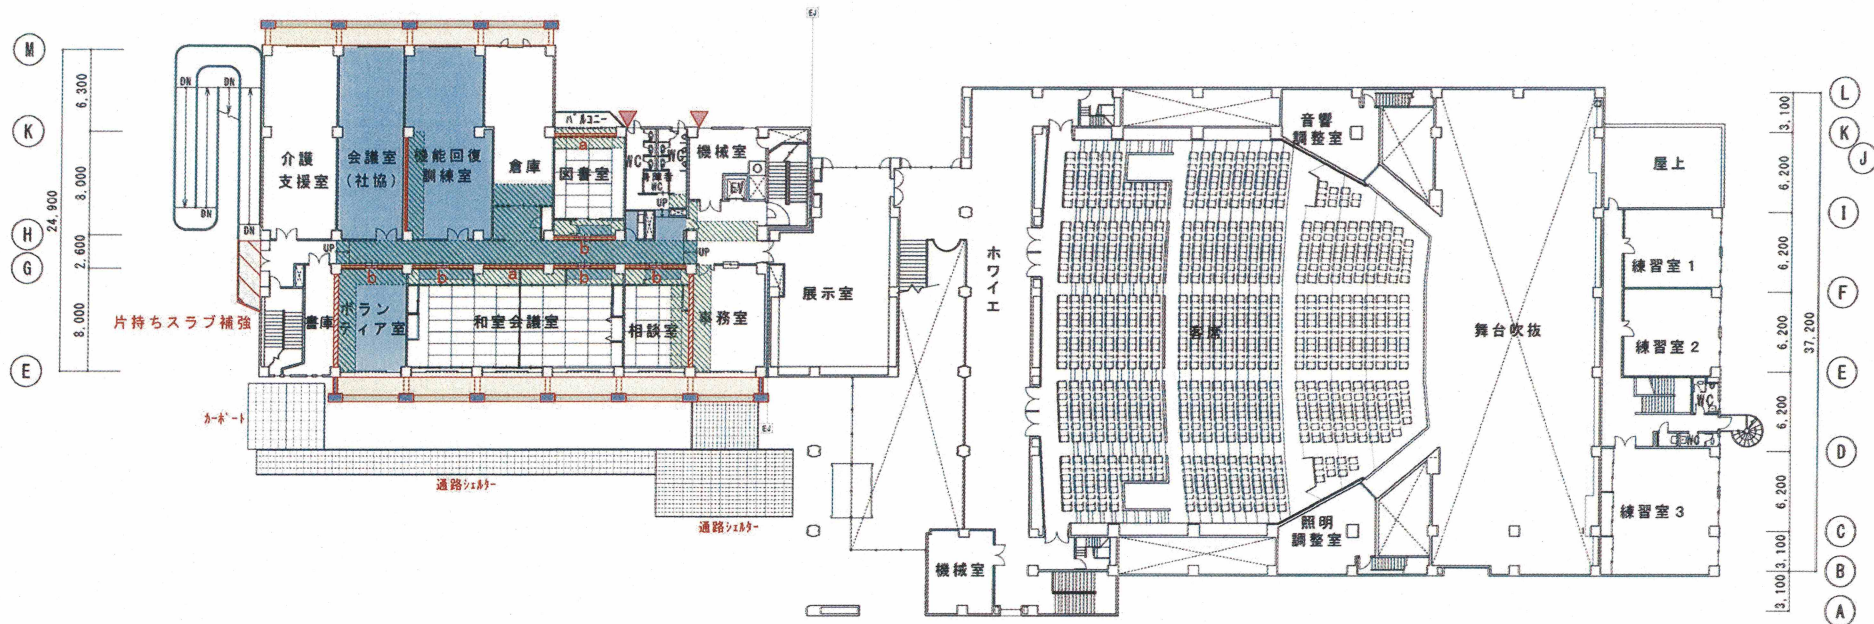 EJ
M
K
H
G
E
6,300
8,000
2,600
8,000
24,900
DN
DN
DN
DN
DN
介護
支援室
会議室
(社協)
機能回復
訓練室
倉庫
バルコニー
a
図書室
WC
WC
WC
UP
機械室
EV
UP
UP
b
b
b
a
b
b
片持ちスラブ補強
書庫
ボラン
ティア室
和室会議室
相談室
事務室
展示室
ホワイエ
カーポート
通路シェルター
通路シェルター
EJ
機械室
音響
調整室
客席
照明
調整室
舞台吹抜
屋上
練習室1
練習室2
WC
WC
練習室3
3,100
6,200
6,200
6,200
6,200
6,200
3,100
3,100
37,200
L
K
J
I
F
E
D
C
B
A